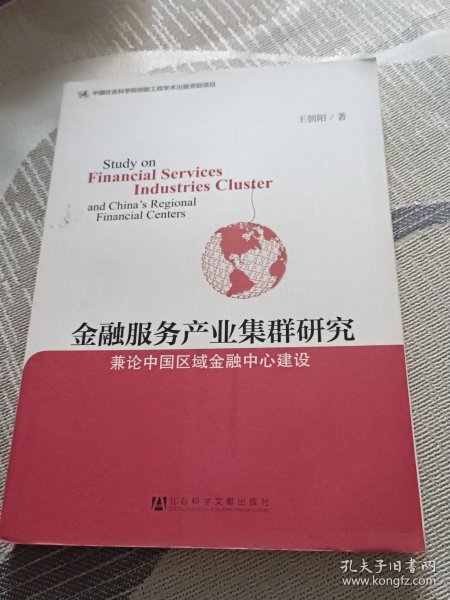 中国社会科学院创新工程学术出版资助项目
王朝阳 / 著
Study on
Financial Services
Industries Cluster
and China's Regional
Financial Centers
金融服务产业集群研究
兼论中国区域金融中心建设
社会科学文献出版社
孔夫子旧书网
www.kongfz.com